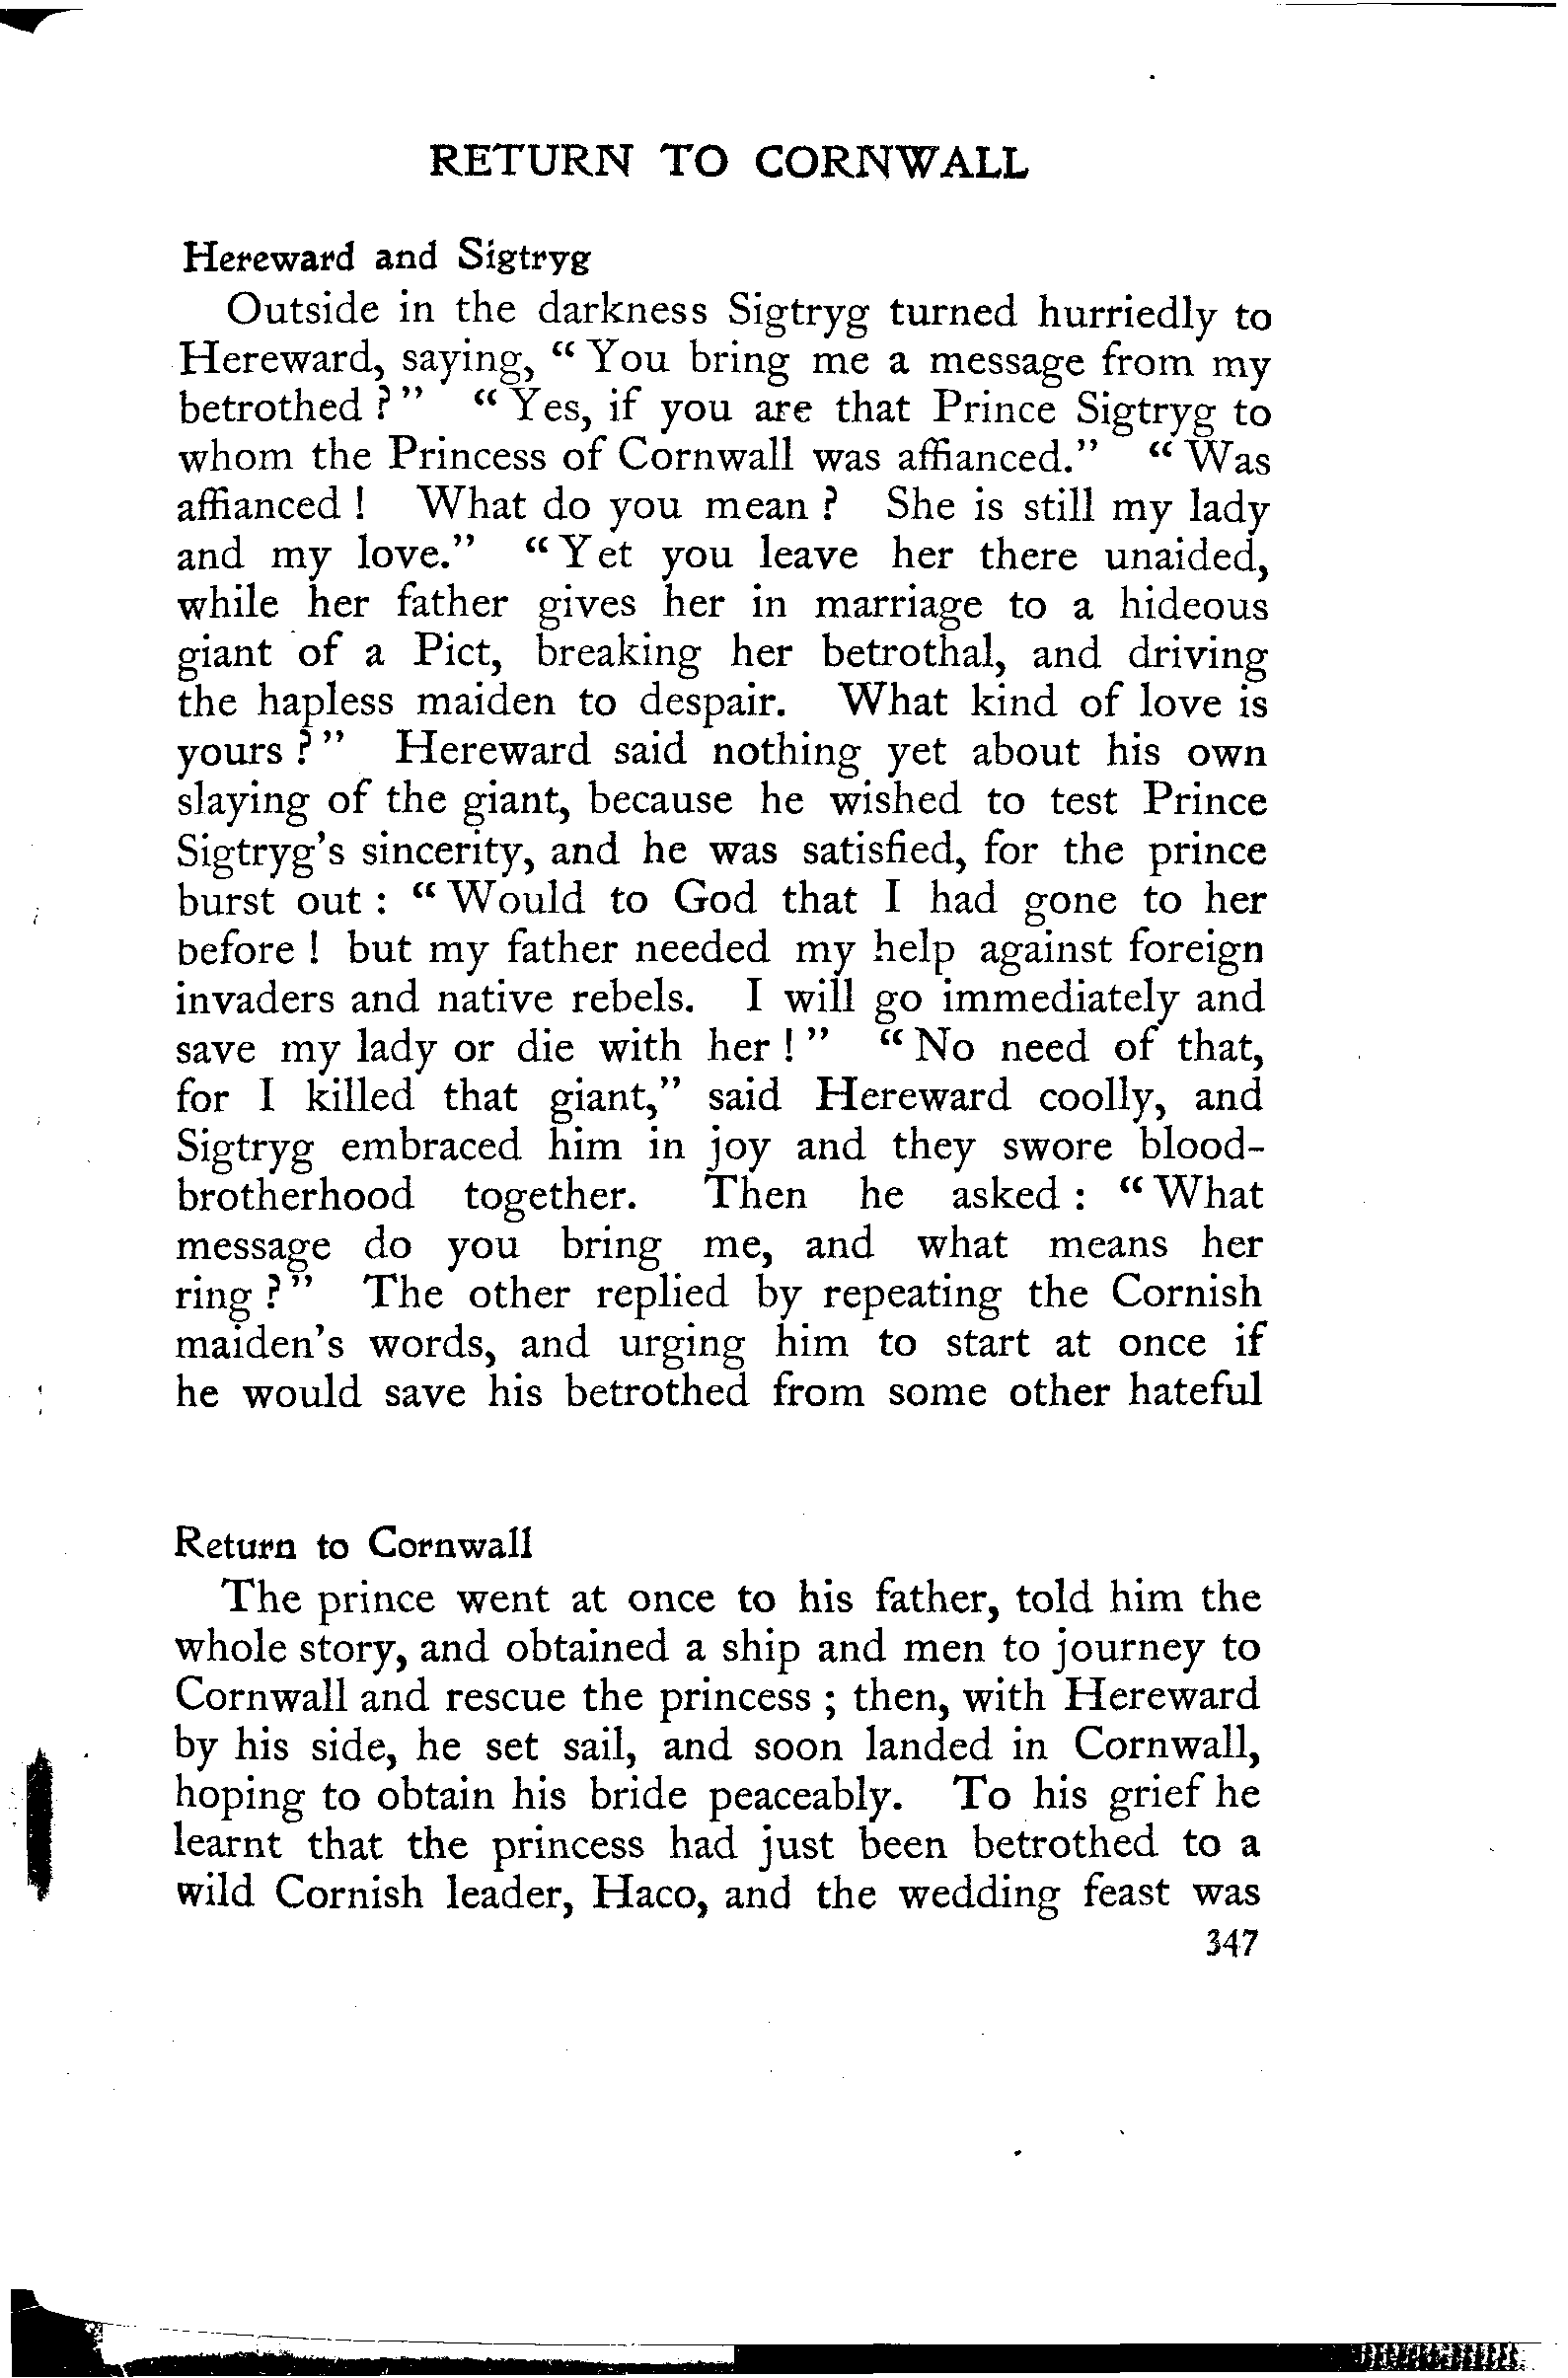 RETURN TO CORNWALL
Hereward and Sigtryg
Outside in the darkness Sigtryg turned hurriedly to
Hereward, saying, “ You bring me a message from my
betrothed ? ” “ Yes, if you are that Prince Sigtryg to
whom the Princess of Cornwall was affianced.” “ Was
affianced ! What do you mean ? She is still my lady
and my love.” “ Yet you leave her there unaided,
while her father gives her in marriage to a hideous
giant of a Pict, breaking her betrothal, and driving
the hapless maiden to despair. What kind of love is
yours ? ” Hereward said nothing yet about his own
slaying of the giant, because he wished to test Prince
Sigtryg’s sincerity, and he was satisfied, for the prince
burst out : “ Would to God that I had gone to her
before ! but my father needed my help against foreign
invaders and native rebels. I will go immediately and
save my lady or die with her ! ” “ No need of that,
for I killed that giant,” said Hereward coolly, and
Sigtryg embraced him in joy and they swore blood-
brotherhood together. Then he asked : “ What
message do you bring me, and what means her
ring ? ” The other replied by repeating the Cornish
maiden’s words, and urging him to start at once if
he would save his betrothed from some other hateful
Return to Cornwall
The prince went at once to his father, told him the
whole story, and obtained a ship and men to journey to
Cornwall and rescue the princess ; then, with Hereward
by his side, he set sail, and soon landed in Cornwall,
hoping to obtain his bride peaceably. To his grief he
learnt that the princess had just been betrothed to a
wild Cornish leader, Haco, and the wedding feast was
347